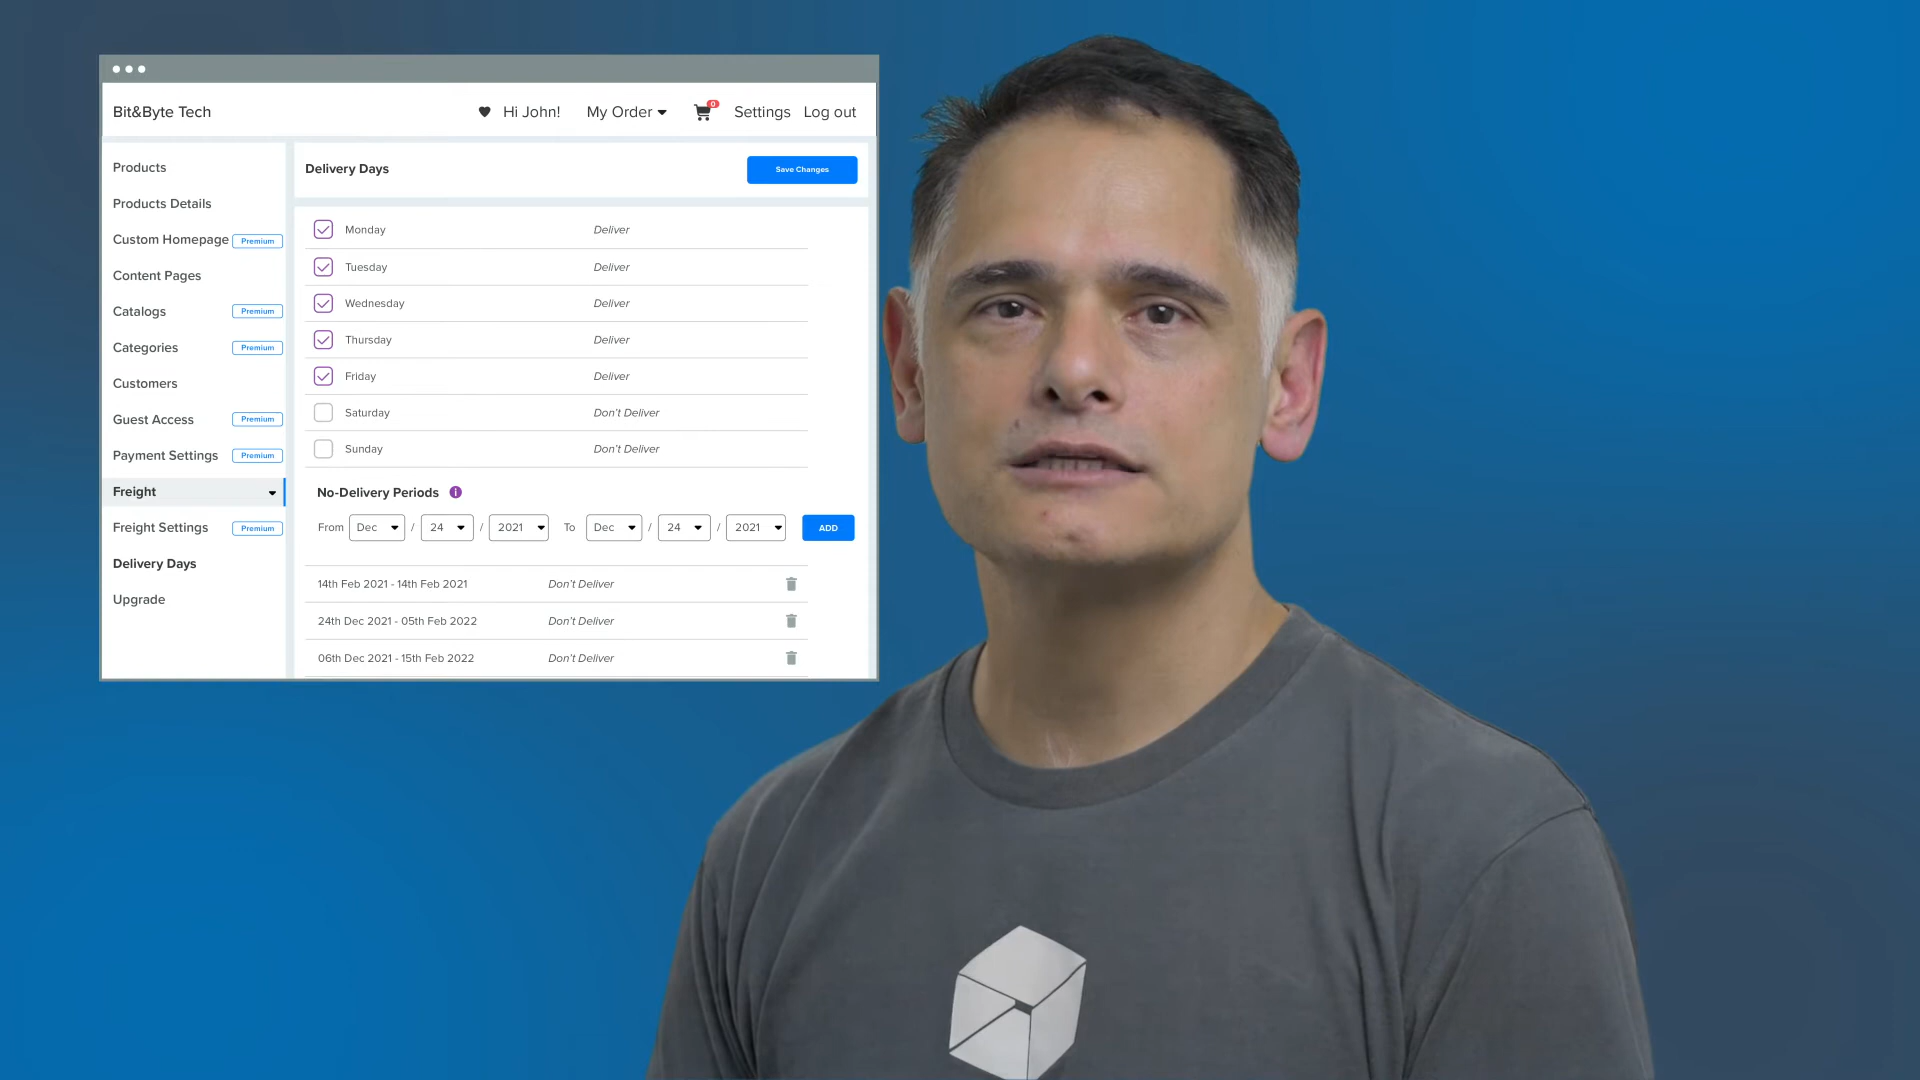 Bit&Byte Tech
Hi John! My Order 0 Settings Log out
Products
Products Details
Custom Homepage Premium
Content Pages
Catalogs Premium
Categories Premium
Customers
Guest Access Premium
Payment Settings Premium
Freight
Freight Settings Premium
Delivery Days
Upgrade
Delivery Days Save Changes
Monday Deliver
Tuesday Deliver
Wednesday Deliver
Thursday Deliver
Friday Deliver
Saturday Don't Deliver
Sunday Don't Deliver
No-Delivery Periods i
From Dec / 24 / 2021 To Dec / 24 / 2021 ADD
14th Feb 2021 - 14th Feb 2021 Don't Deliver
24th Dec 2021 - 05th Feb 2022 Don't Deliver
06th Dec 2021 - 15th Feb 2022 Don't Deliver